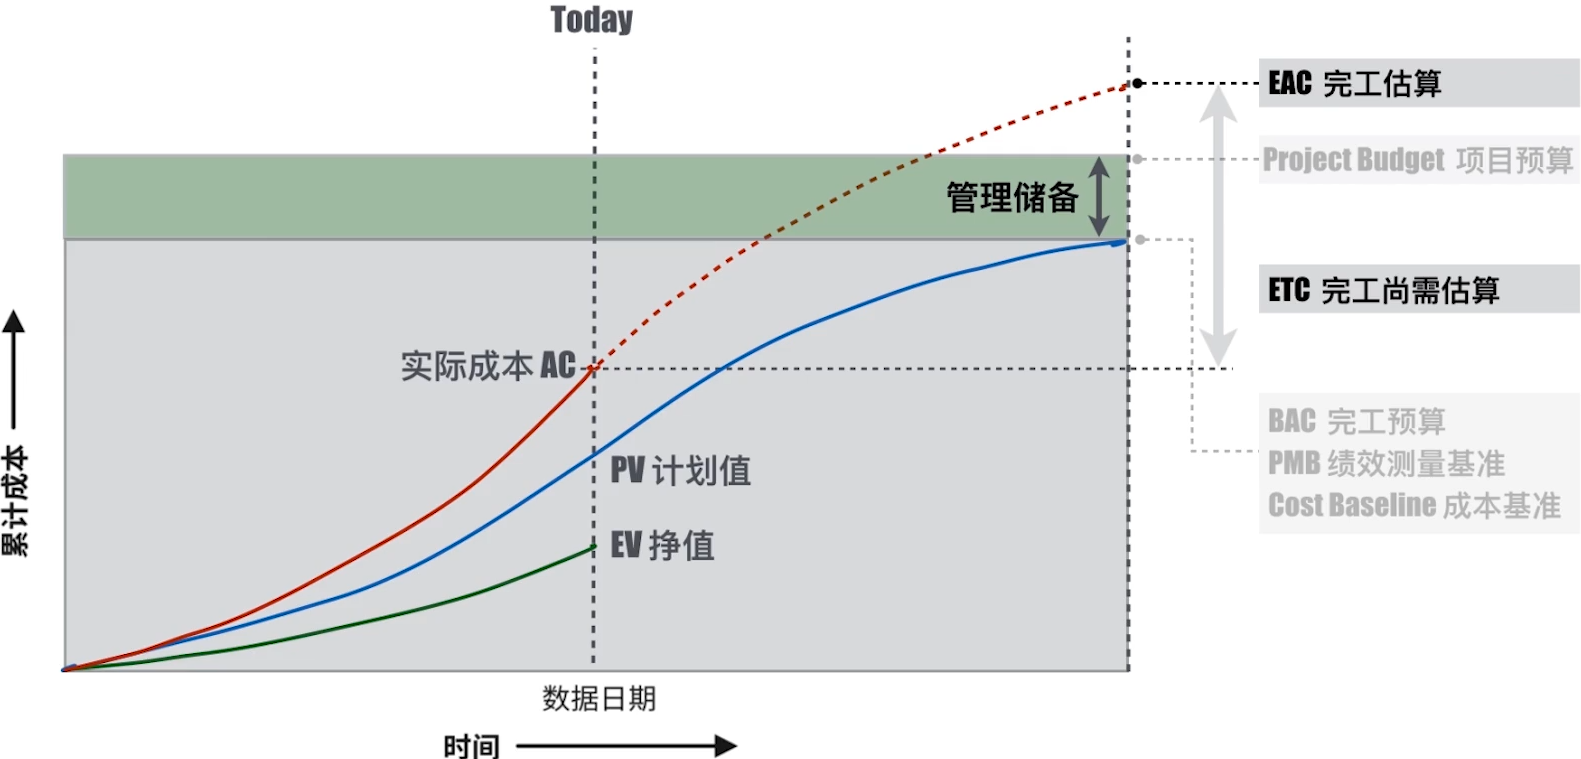 Today
EAC 完工估算
Project Budget 项目预算
管理储备
ETC 完工尚需估算
实际成本 AC
BAC 完工预算
PMB 绩效测量基准
Cost Baseline 成本基准
PV 计划值
EV 挣值
累计成本
数据日期
时间